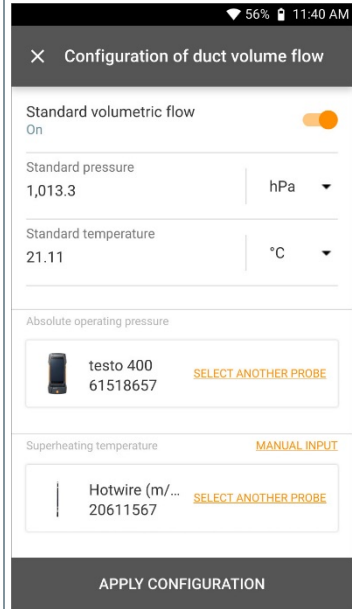 56% 11:40 AM
Configuration of duct volume flow
Standard volumetric flow
On
Standard pressure
1,013.3 hPa
Standard temperature
21.11 °C
Absolute operating pressure
testo 400
61518657
SELECT ANOTHER PROBE
Superheating temperature MANUAL INPUT
Hotwire (m/...
20611567
SELECT ANOTHER PROBE
APPLY CONFIGURATION